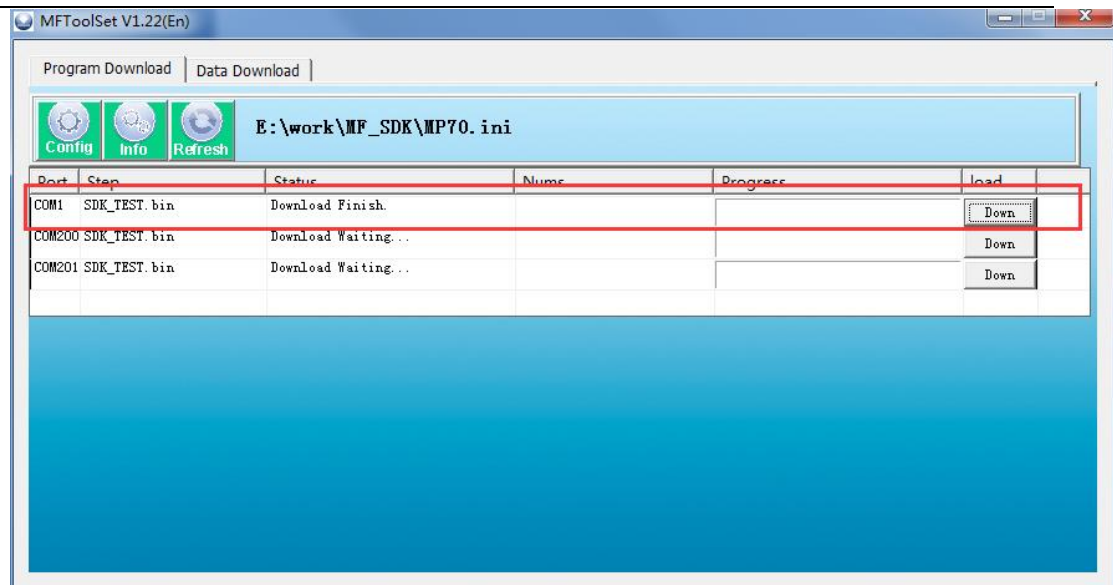 MFToolSet V1.22(En)
Program Download Data Download
Config Info Refresh E:\work\MF_SDK\MP70.ini
Port Step Status Nums Progress load
COM1 SDK_TEST.bin Download Finish. Down
COM200 SDK_TEST.bin Download Waiting... Down
COM201 SDK_TEST.bin Download Waiting... Down